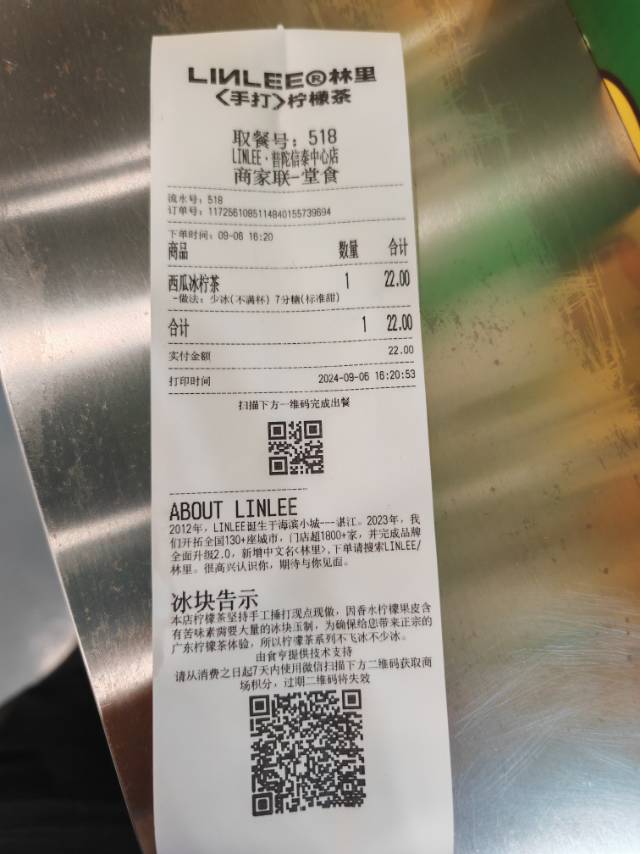 LINLEE®林里
<手打>柠檬茶
取餐号: 518
LINLEE·普陀信泰中心店
商家联-堂食
流水号: 518
订单号: 1172561085114840155739694
下单时间: 09-06 16:20
商品 数量 合计
西瓜冰柠茶 1 22.00
-做法: 少冰(不满杯) 7分糖(标准甜)
合计 1 22.00
实付金额 22.00
打印时间 2024-09-06 16:20:53
扫描下方二维码完成出餐
ABOUT LINLEE
2012年, LINLEE诞生于海滨小城---湛江。2023年, 我
们开拓全国130+座城市, 门店超1800+家, 并完成品牌
全面升级2.0, 新增中文名<林里>,下单请搜索LINLEE/
林里。很高兴认识你, 期待与你见面。
冰块告示
本店柠檬茶坚持手工捶打现点现做, 因香水柠檬果皮含
有苦味素需要大量的冰块压制, 为确保给您带来正宗的
广东柠檬茶体验, 所以柠檬茶系列不飞冰不少冰。
由食亨提供技术支持
请从消费之日起7天内使用微信扫描下方二维码获取商
场积分, 过期二维码将失效